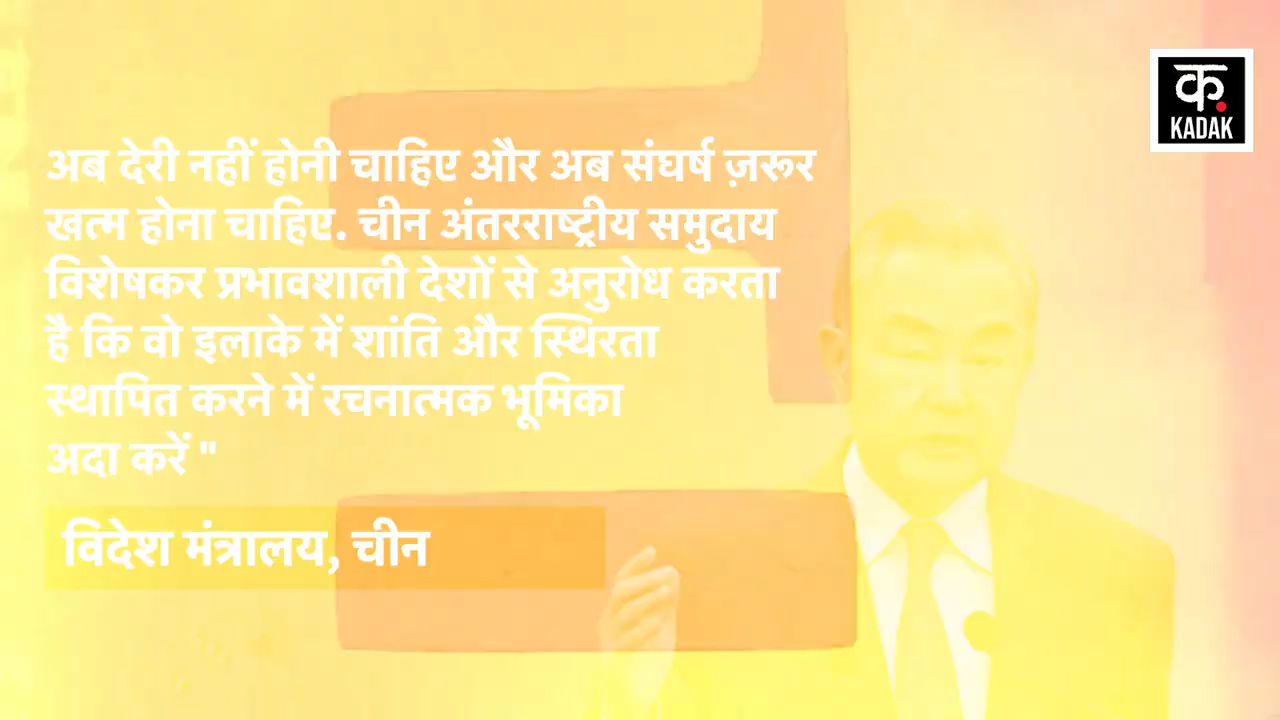 क.
KADAK
अब देरी नहीं होनी चाहिए और अब संघर्ष ज़रूर
खत्म होना चाहिए. चीन अंतरराष्ट्रीय समुदाय
विशेषकर प्रभावशाली देशों से अनुरोध करता
है कि वो इलाके में शांति और स्थिरता
स्थापित करने में रचनात्मक भूमिका
अदा करें "
विदेश मंत्रालय, चीन